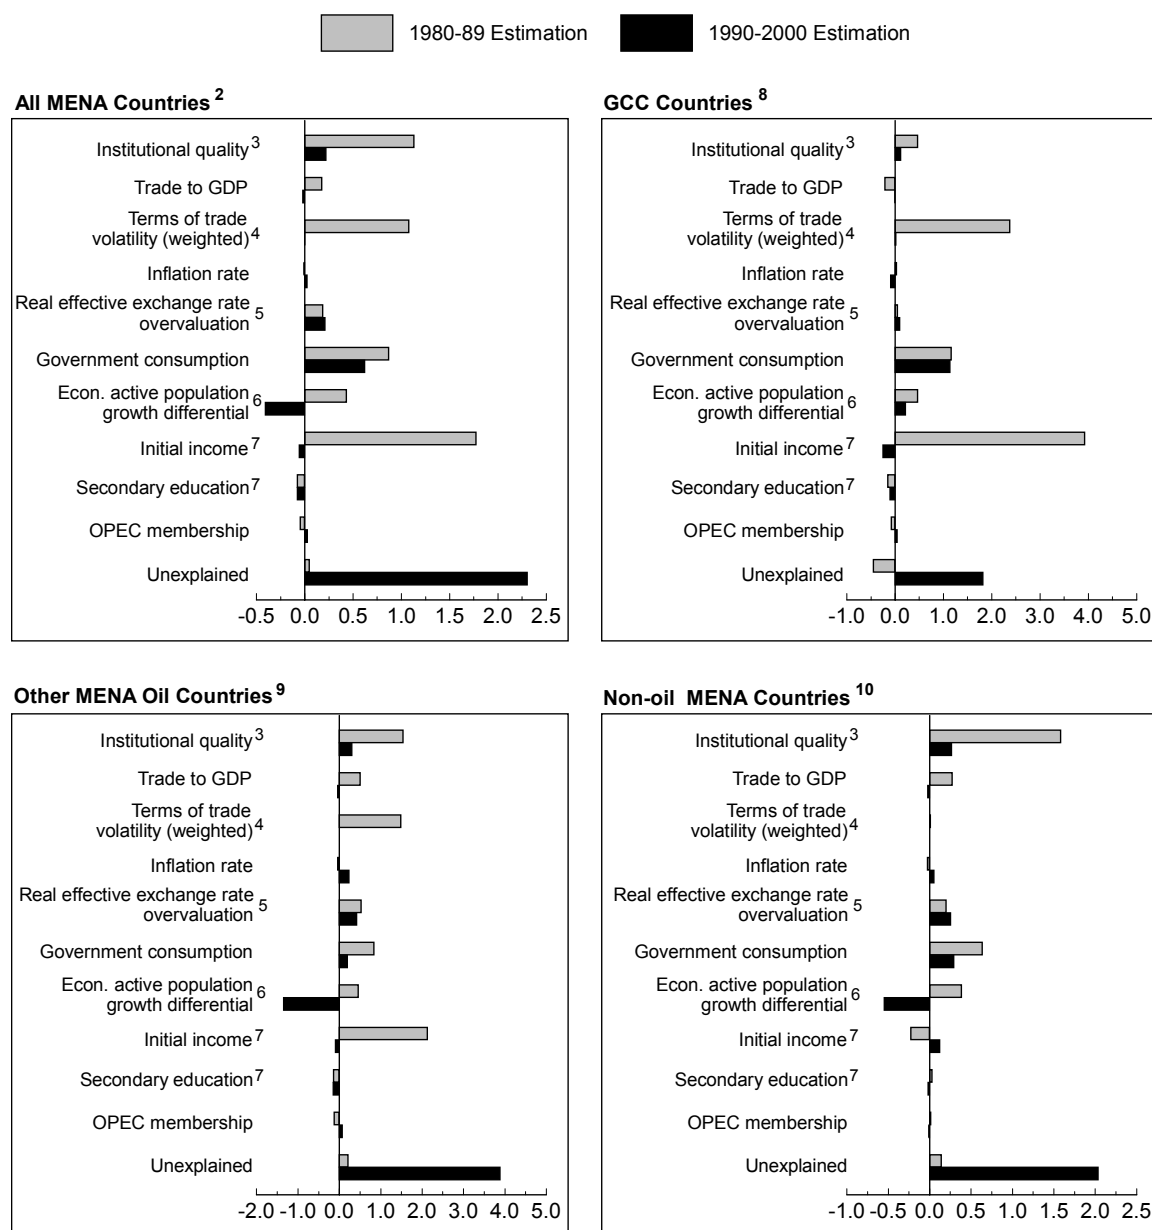 1980-89 Estimation 1990-2000 Estimation
All MENA Countries 2
Institutional quality 3
Trade to GDP
Terms of trade
volatility (weighted) 4
Inflation rate
Real effective exchange rate
overvaluation 5
Government consumption
Econ. active population
growth differential 6
Initial income 7
Secondary education 7
OPEC membership
Unexplained
-0.5 0.0 0.5 1.0 1.5 2.0 2.5
GCC Countries 8
Institutional quality 3
Trade to GDP
Terms of trade
volatility (weighted) 4
Inflation rate
Real effective exchange rate
overvaluation 5
Government consumption
Econ. active population
growth differential 6
Initial income 7
Secondary education 7
OPEC membership
Unexplained
-1.0 0.0 1.0 2.0 3.0 4.0 5.0
Other MENA Oil Countries 9
Institutional quality 3
Trade to GDP
Terms of trade
volatility (weighted) 4
Inflation rate
Real effective exchange rate
overvaluation 5
Government consumption
Econ. active population
growth differential 6
Initial income 7
Secondary education 7
OPEC membership
Unexplained
-2.0 -1.0 0.0 1.0 2.0 3.0 4.0 5.0
Non-oil MENA Countries 10
Institutional quality 3
Trade to GDP
Terms of trade
volatility (weighted) 4
Inflation rate
Real effective exchange rate
overvaluation 5
Government consumption
Econ. active population
growth differential 6
Initial income 7
Secondary education 7
OPEC membership
Unexplained
-1.0 -0.5 0.0 0.5 1.0 1.5 2.0 2.5